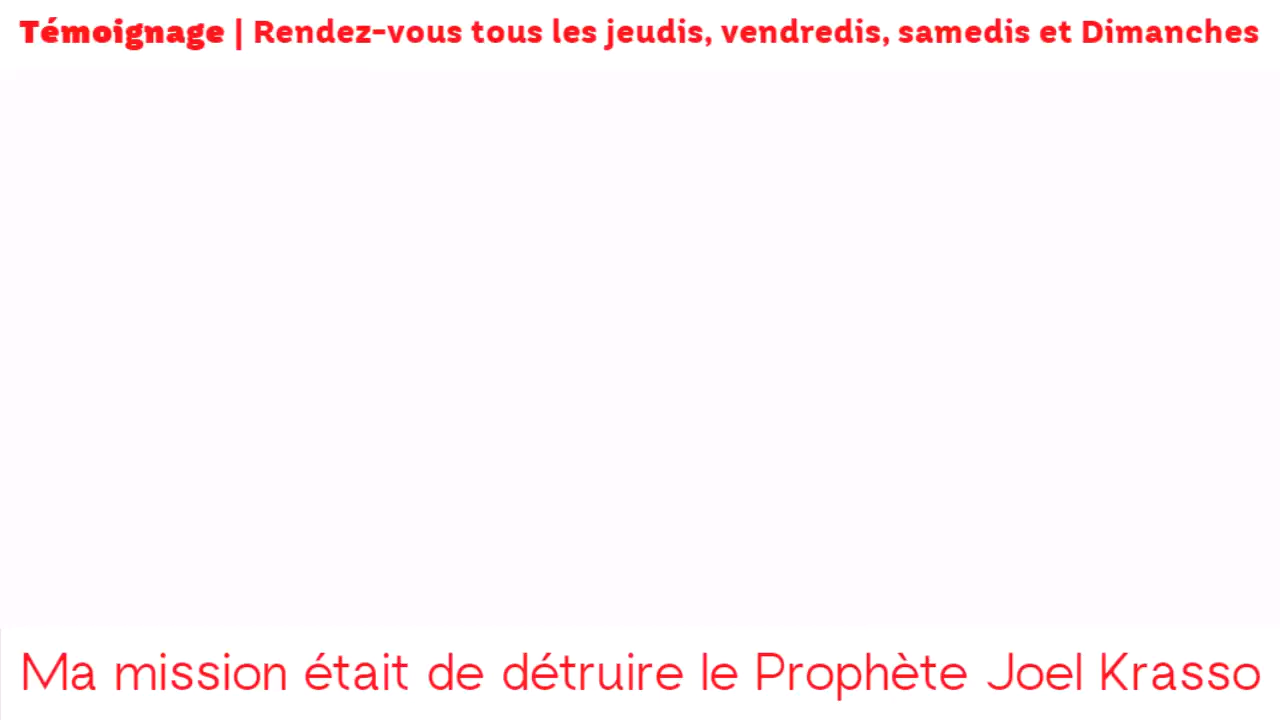 Témoignage | Rendez-vous tous les jeudis, vendredis, samedis et Dimanches
Ma mission était de détruire le Prophète Joel Krasso